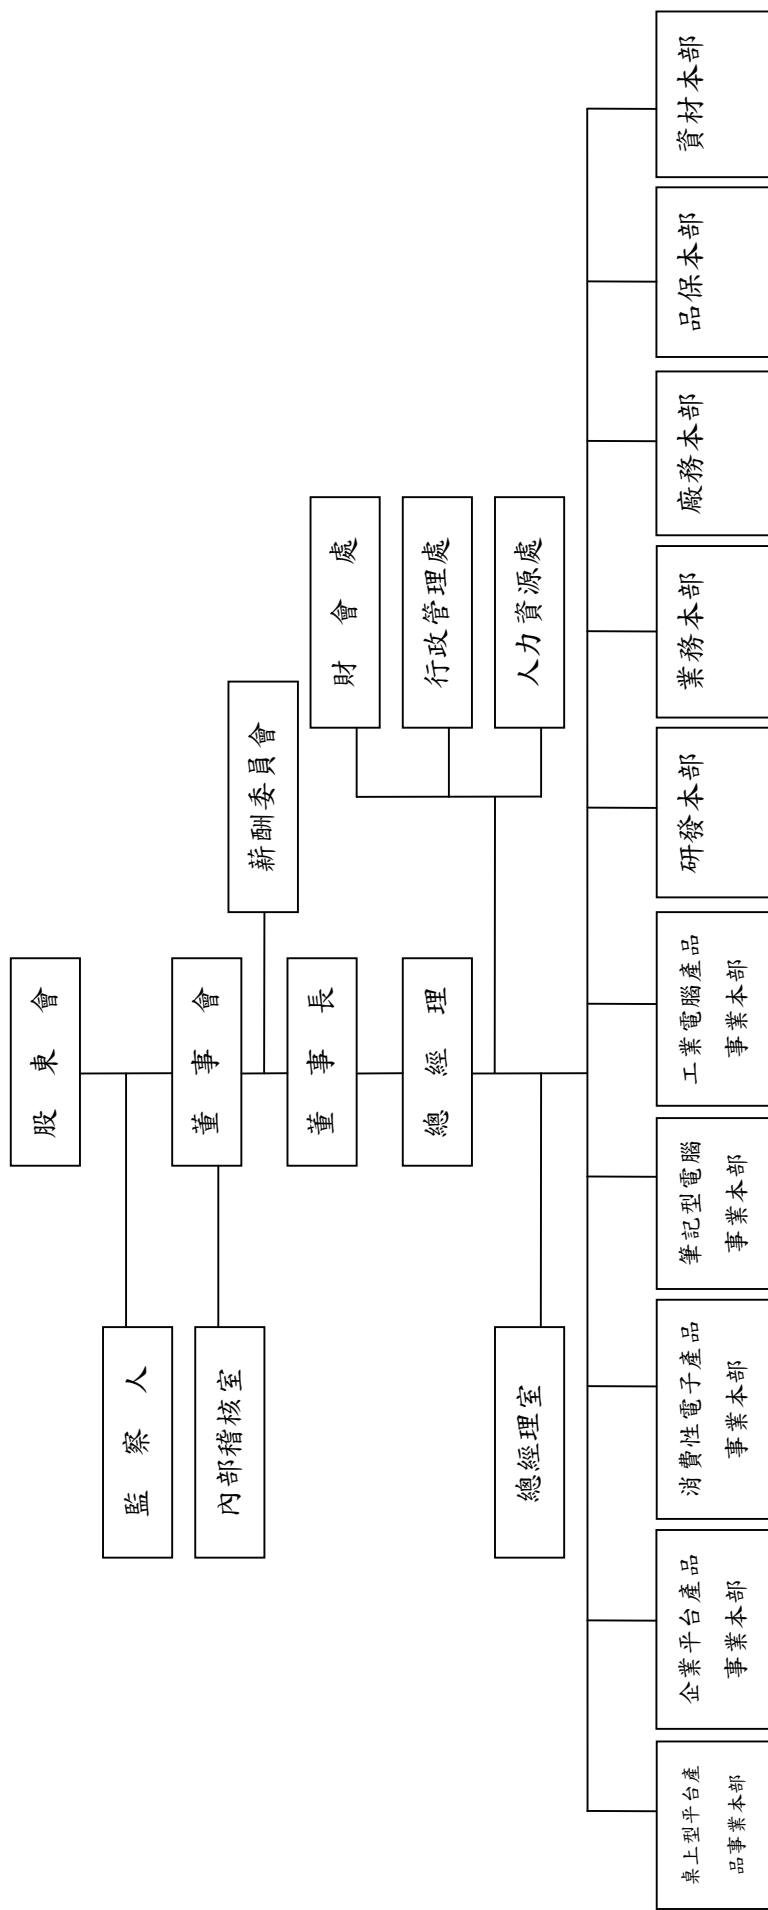 股東會
監察人
董事會
內部稽核室
薪酬委員會
董事長
總經理
財會處
行政管理處
人力資源處
總經理室
桌上型平台產
品事業本部
企業平台產品
事業本部
消費性電子產品
事業本部
筆記型電腦
事業本部
工業電腦產品
事業本部
研發本部
業務本部
廠務本部
品保本部
資材本部